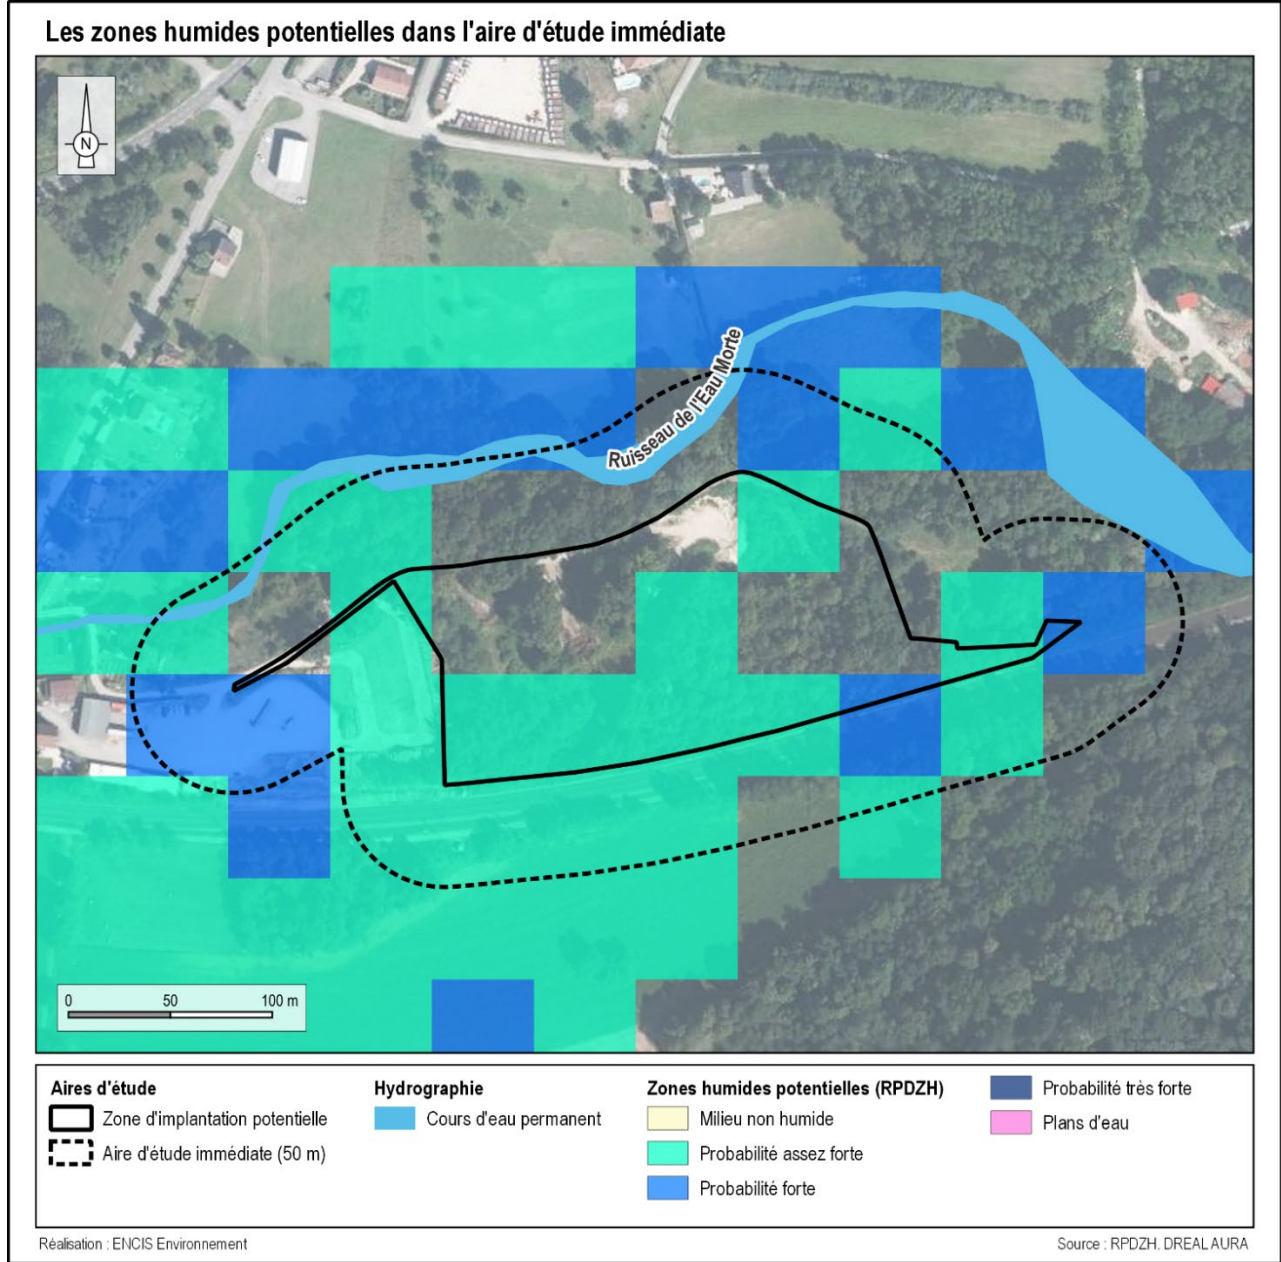 Les zones humides potentielles dans l'aire d'étude immédiate
N
Ruisseau de l'Eau Morte
0 50 100 m
Aires d'étude
Zone d'implantation potentielle
Aire d'étude immédiate (50 m)
Hydrographie
Cours d'eau permanent
Zones humides potentielles (RPDZH)
Milieu non humide
Probabilité assez forte
Probabilité forte
Probabilité très forte
Plans d'eau
Réalisation : ENCIS Environnement
Source : RPDZH. DREAL AURA